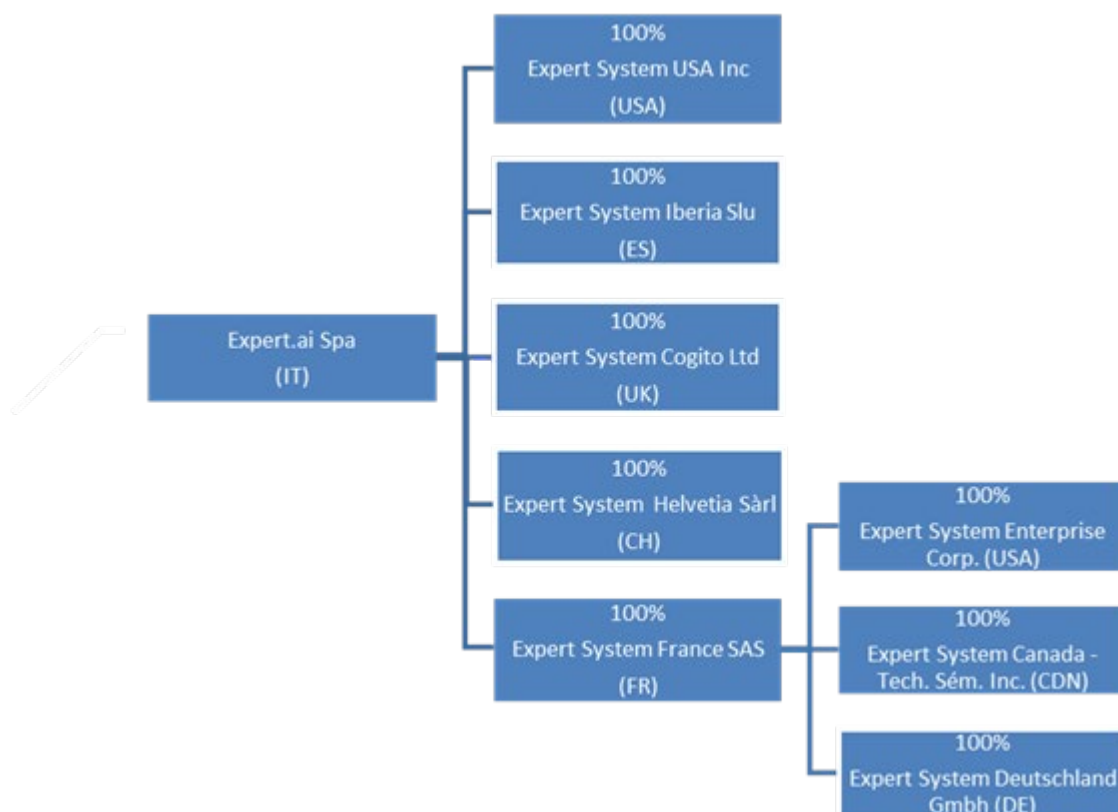 100%
Expert System USA Inc
(USA)
100%
Expert System Iberia Slu
(ES)
Expert.ai Spa
(IT)
100%
Expert System Cogito Ltd
(UK)
100%
Expert System Helvetia Sàrl
(CH)
100%
Expert System France SAS
(FR)
100%
Expert System Enterprise
Corp. (USA)
100%
Expert System Canada -
Tech. Sém. Inc. (CDN)
100%
Expert System Deutschland
Gmbh (DE)